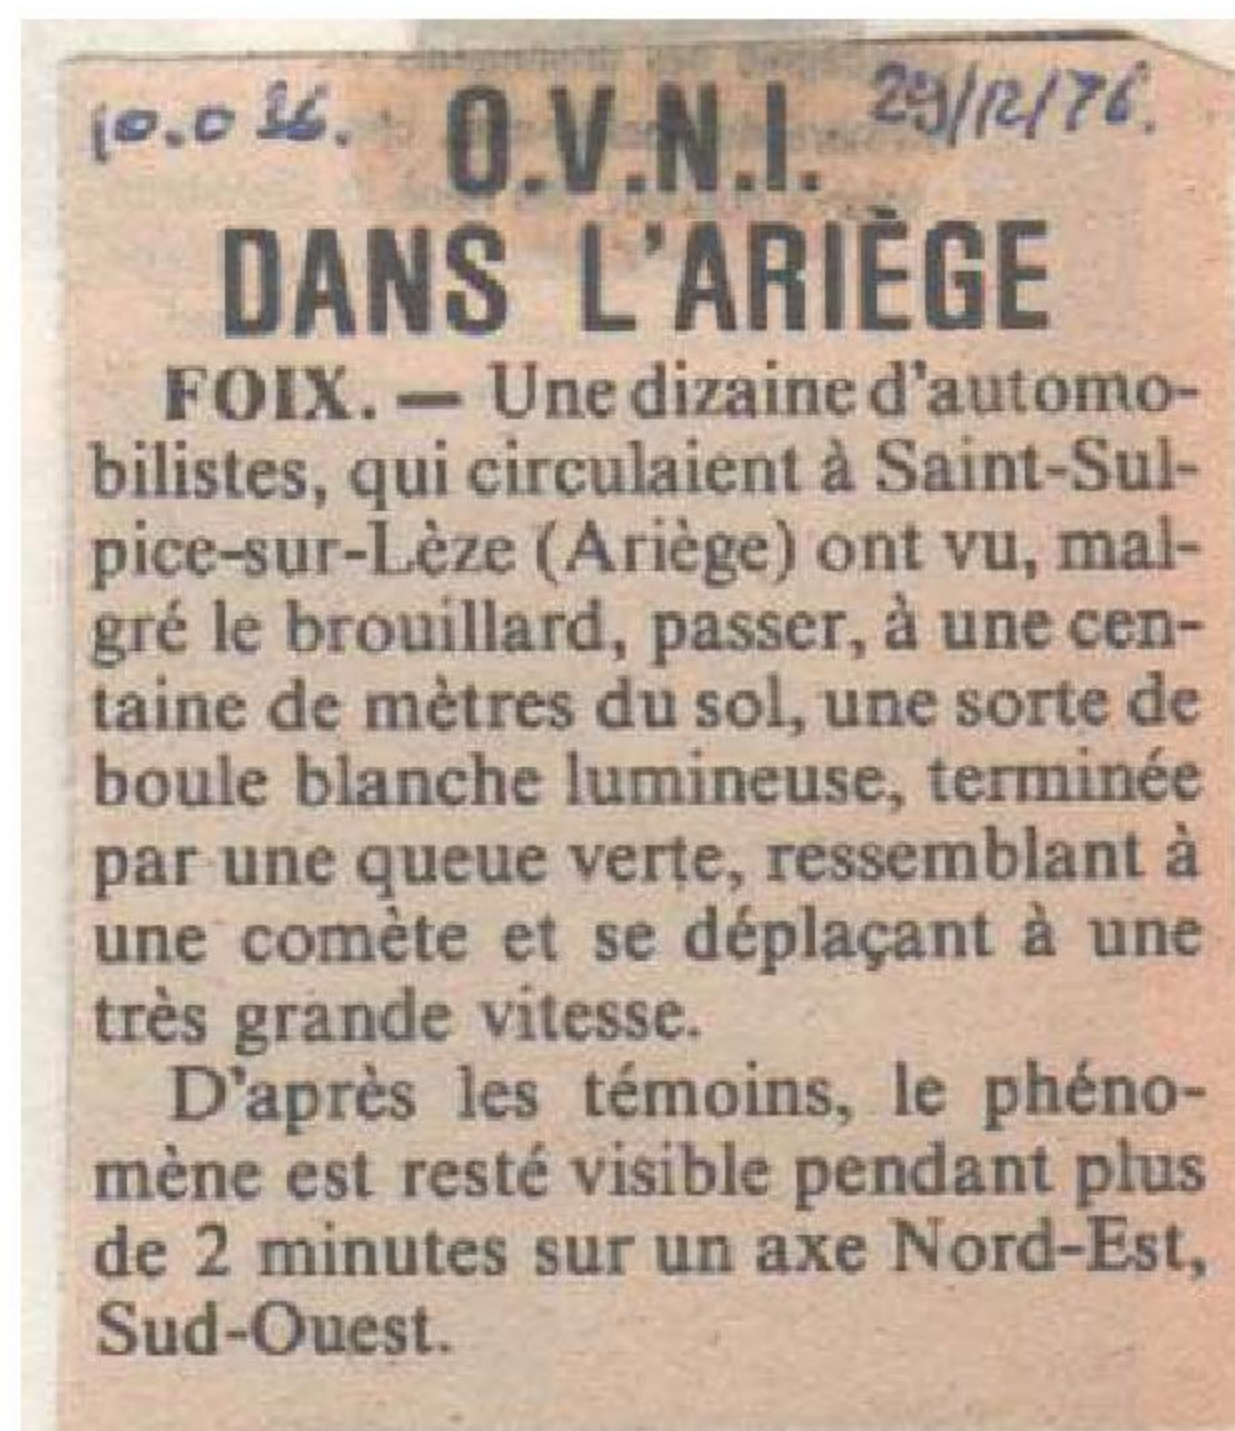 29/12/76.
O.V.N.I.
DANS L'ARIÈGE
FOIX. — Une dizaine d'automo-
bilistes, qui circulaient à Saint-Sul-
pice-sur-Lèze (Ariège) ont vu, mal-
gré le brouillard, passer, à une cen-
taine de mètres du sol, une sorte de
boule blanche lumineuse, terminée
par une queue verte, ressemblant à
une comète et se déplaçant à une
très grande vitesse.
D'après les témoins, le phéno-
mène est resté visible pendant plus
de 2 minutes sur un axe Nord-Est,
Sud-Ouest.